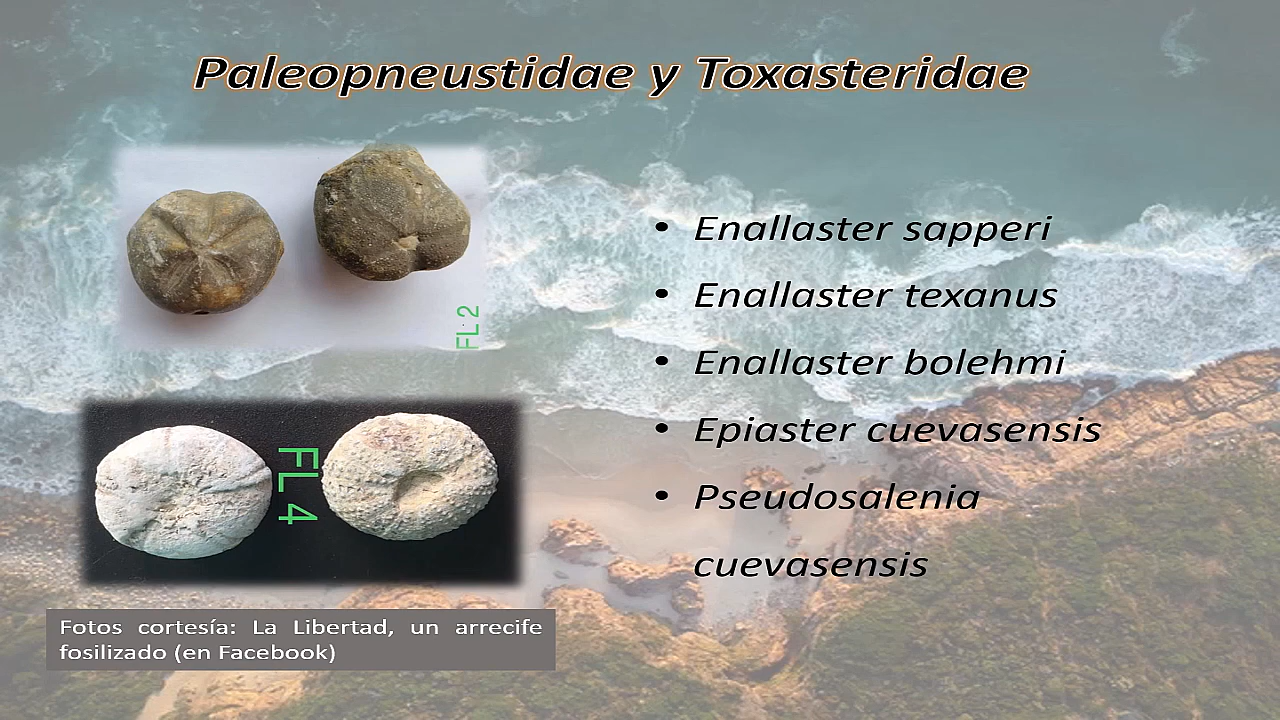 Paleopneustidae y Toxasteridae
FL 2
FL 4
• Enallaster sapperi
• Enallaster texanus
• Enallaster bolehmi
• Epiaster cuevasensis
• Pseudosalenia
cuevasensis
Fotos cortesía: La Libertad, un arrecife
fosilizado (en Facebook)